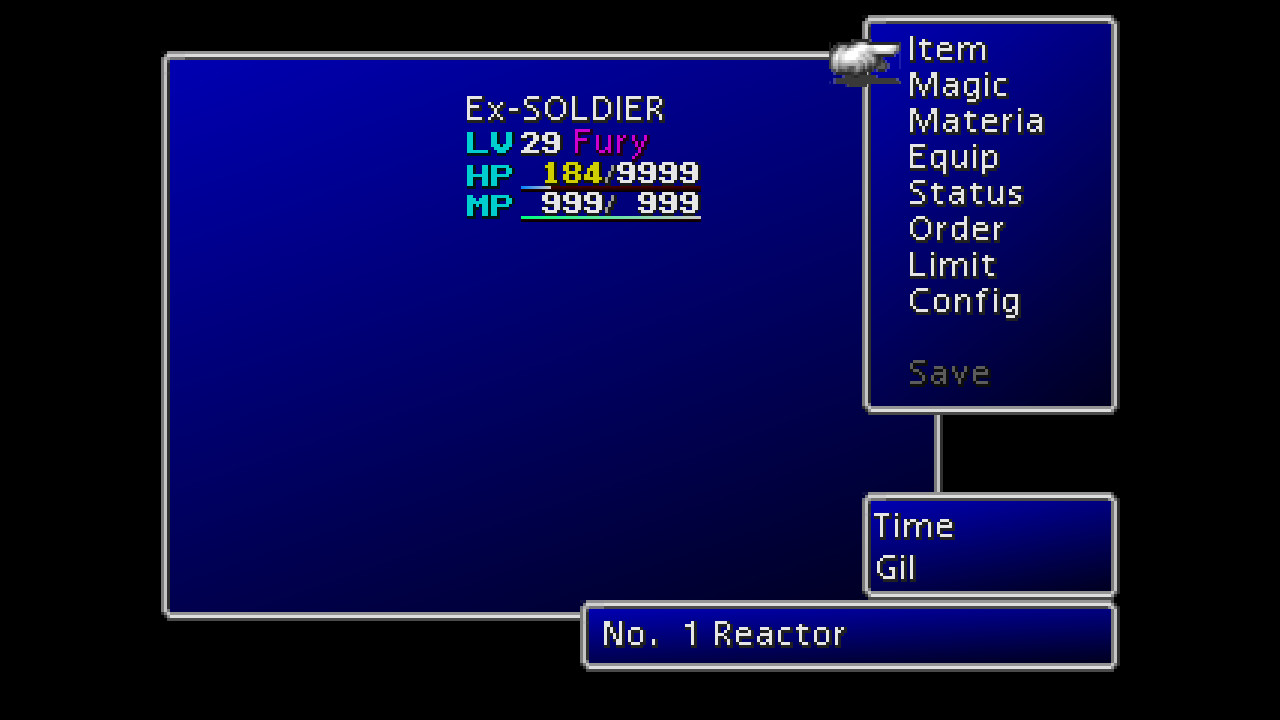 Ex-SOLDIER
LV 29 Fury
HP 184/9999
MP 999/ 999
Item
Magic
Materia
Equip
Status
Order
Limit
Config
Save
Time
Gil
No. 1 Reactor